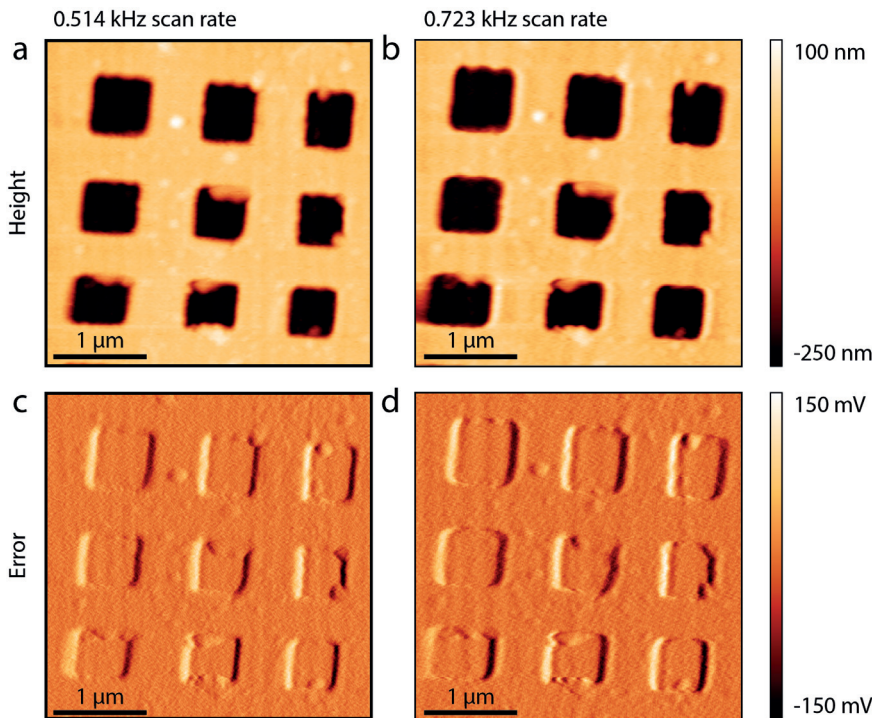 0.514 kHz scan rate
0.723 kHz scan rate
a
b
Height
1 µm
1 µm
100 nm
-250 nm
c
d
Error
1 µm
1 µm
150 mV
-150 mV